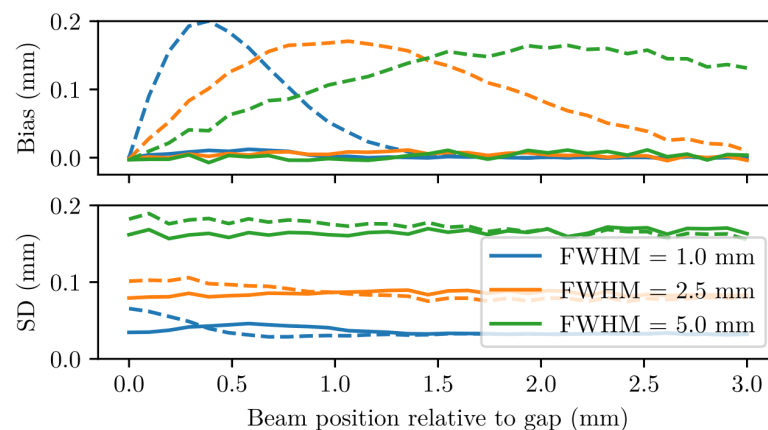 0.2
0.1
0.0
Bias (mm)
0.2
0.1
0.0
SD (mm)
FWHM = 1.0 mm
FWHM = 2.5 mm
FWHM = 5.0 mm
0.0 0.5 1.0 1.5 2.0 2.5 3.0
Beam position relative to gap (mm)